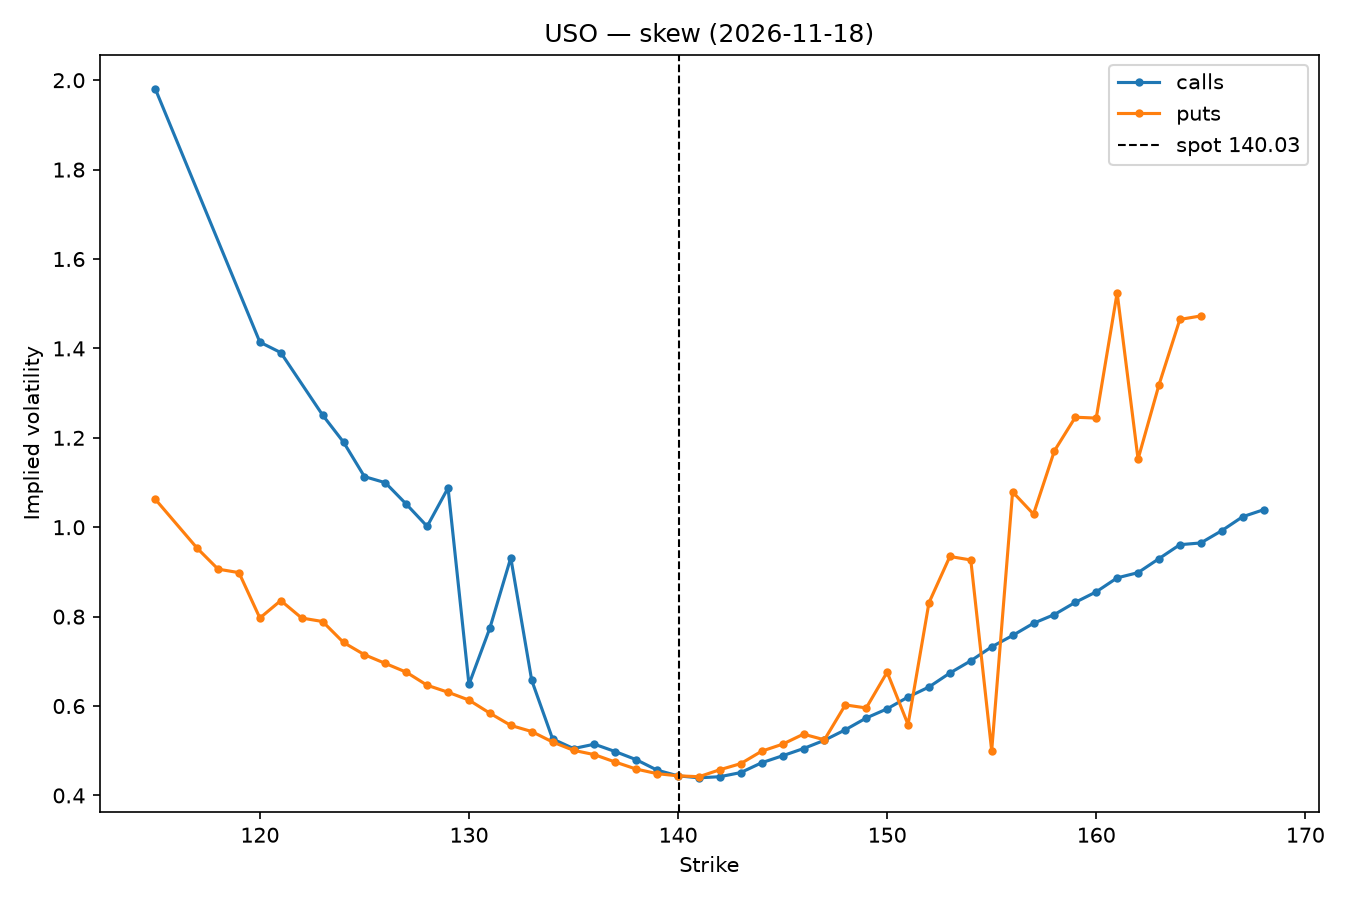 USO — skew (2026-11-18)
calls
puts
spot 140.03
Implied volatility
2.0
1.8
1.6
1.4
1.2
1.0
0.8
0.6
0.4
120 130 140 150 160 170
Strike